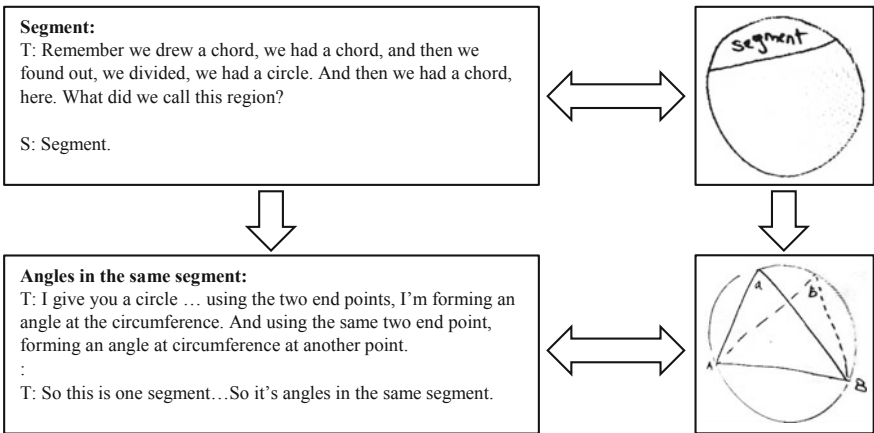 Segment:
T: Remember we drew a chord, we had a chord, and then we
found out, we divided, we had a circle. And then we had a chord,
here. What did we call this region?
S: Segment.
segment
Angles in the same segment:
T: I give you a circle … using the two end points, I'm forming an
angle at the circumference. And using the same two end point,
forming an angle at circumference at another point.
:
T: So this is one segment…So it's angles in the same segment.
a
b
A
B